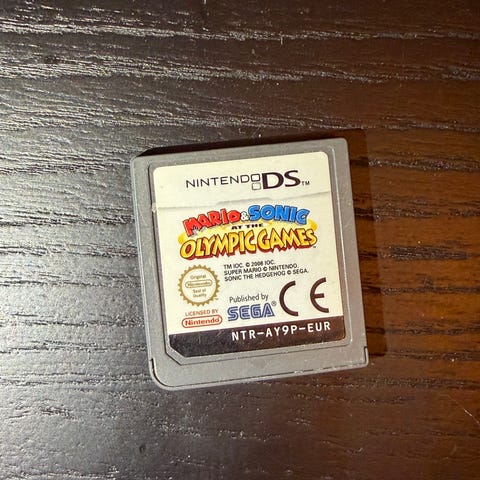 NINTENDO DS™
MARIO & SONIC
AT THE
OLYMPIC GAMES
TM IOC. © 2008 IOC.
SUPER MARIO © NINTENDO.
SONIC THE HEDGEHOG © SEGA.
Original
Nintendo
Seal of
Quality
LICENSED BY
Nintendo
Published by
SEGA®
CE
NTR-AY9P-EUR